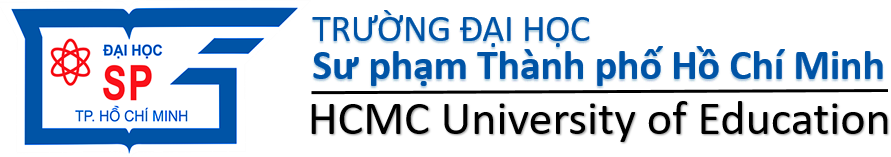 ĐẠI HỌC
SP
TP. HỒ CHÍ MINH
TRƯỜNG ĐẠI HỌC
Sư phạm Thành phố Hồ Chí Minh
HCMC University of Education